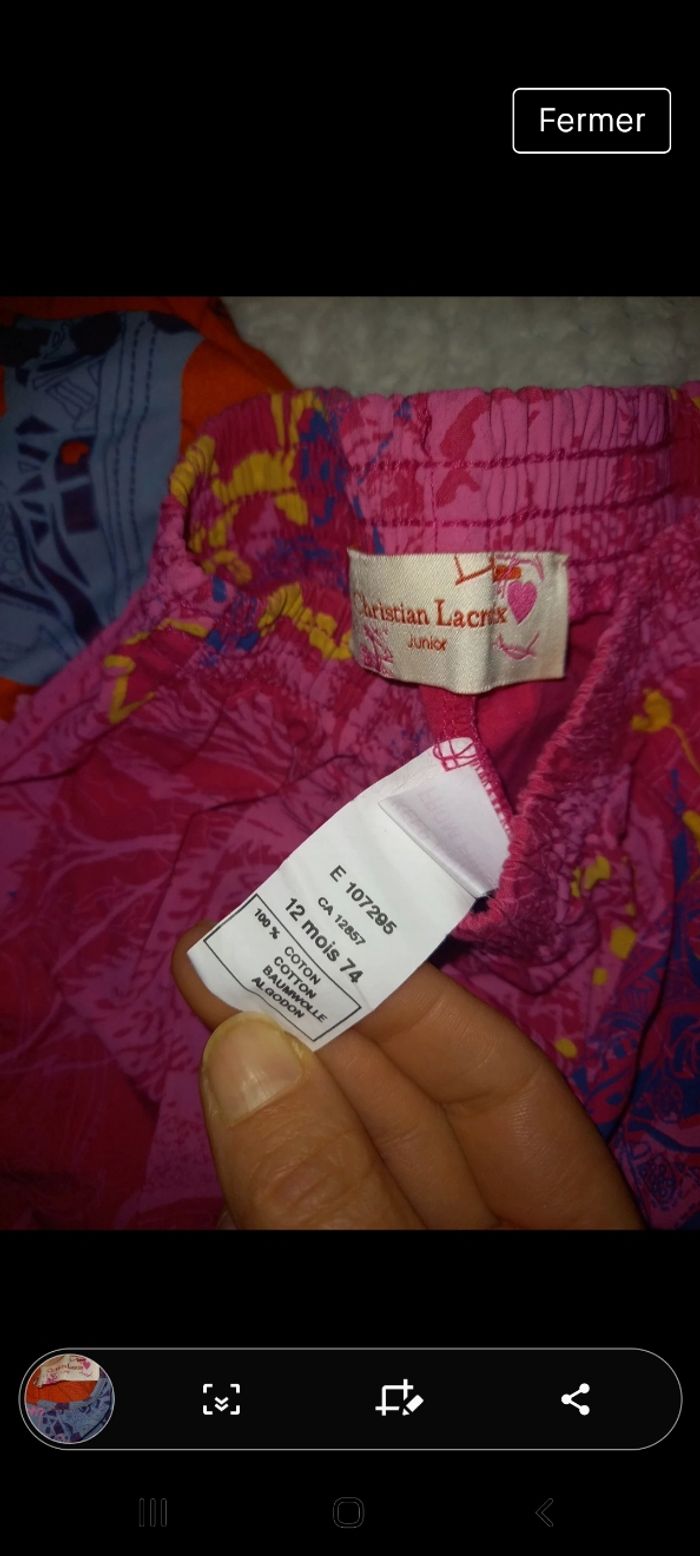 Fermer
Christian Lacroix
Junior
E 107295
CA 12857
12 mois 74
100 % COTON
COTTON
BAUMWOLLE
ALGODON